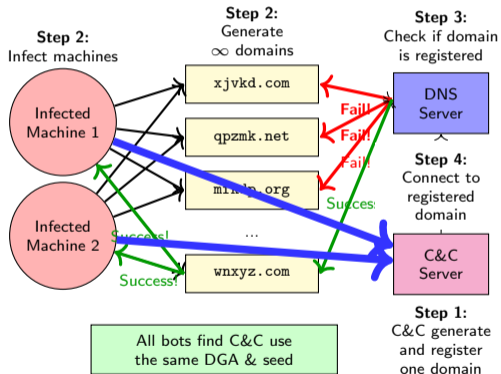 Step 2:
Infect machines
Step 2:
Generate
∞ domains
Step 3:
Check if domain
is registered
Infected
Machine 1
Infected
Machine 2
xjvkd.com
qpzmk.net
.org
...
wnxyz.com
Fail!
Fail!
Fail!
Success!
Success!
Success
DNS
Server
Step 4:
Connect to
registered
domain
C&C
Server
Step 1:
C&C generate
and register
one domain
All bots find C&C use
the same DGA & seed